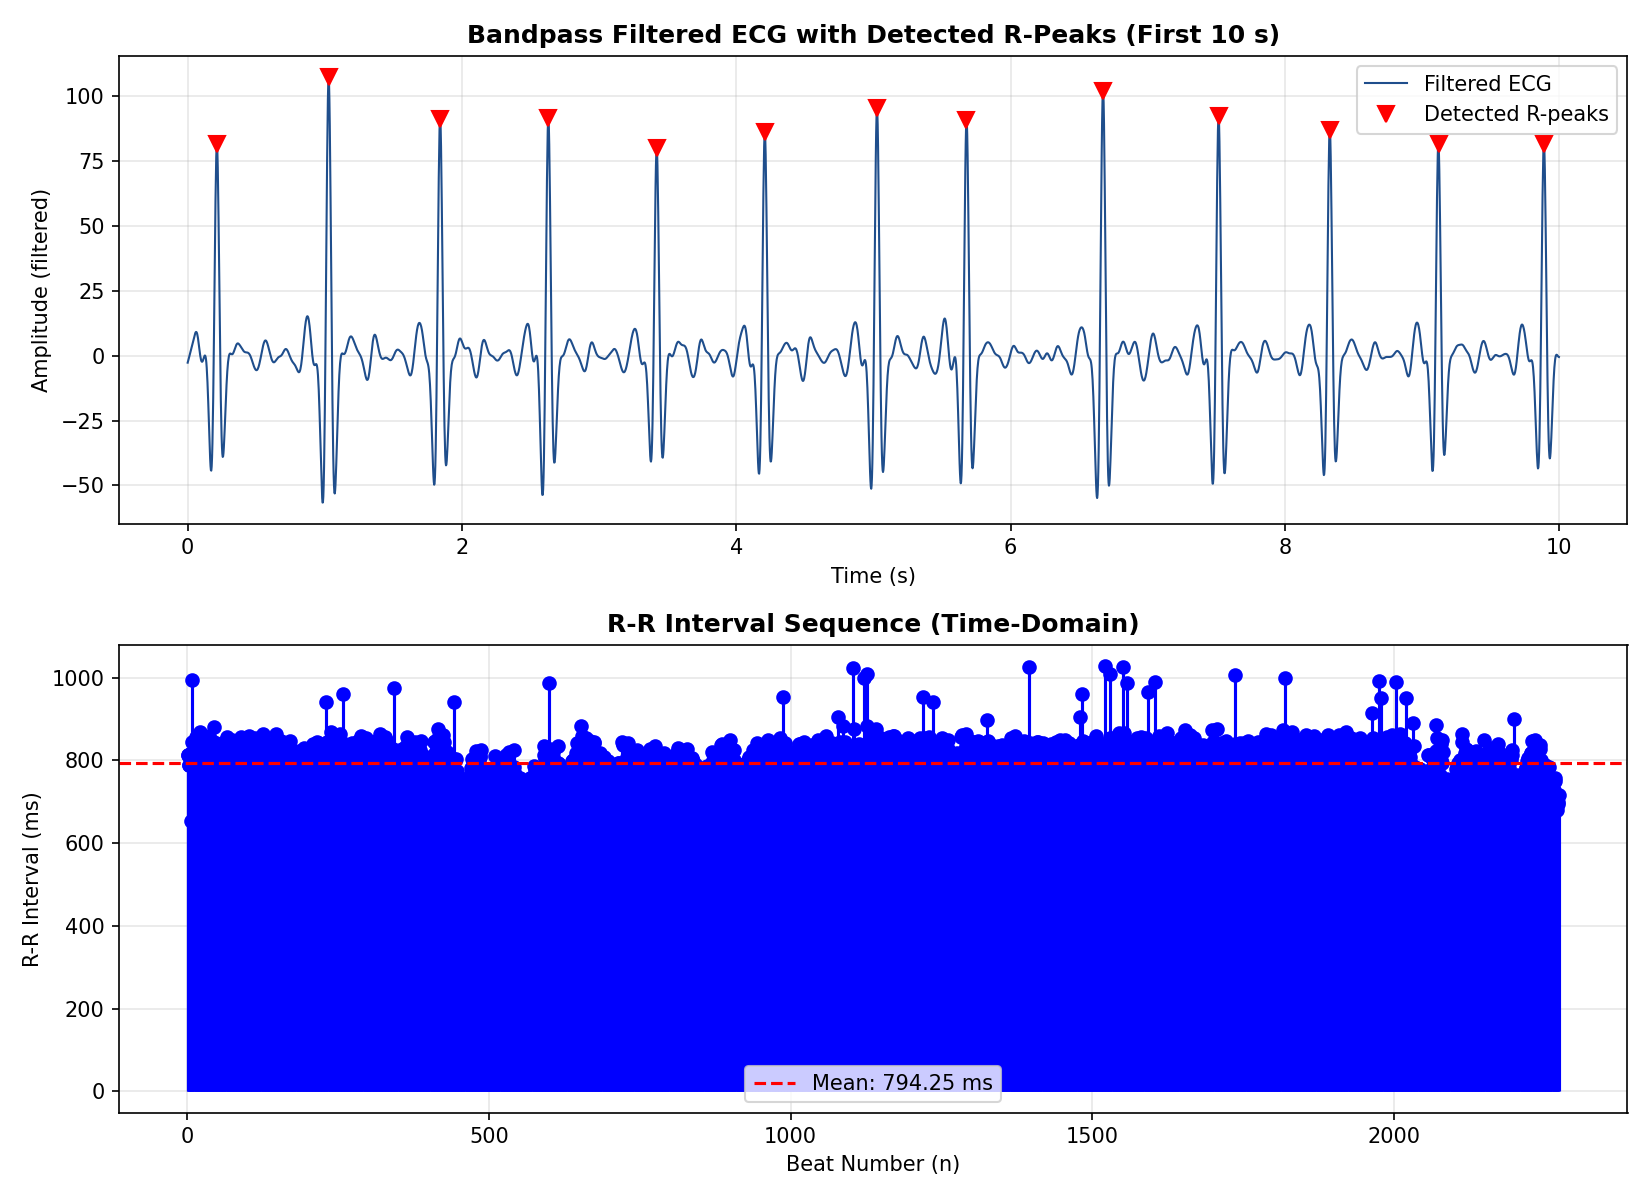 Bandpass Filtered ECG with Detected R-Peaks (First 10 s)
Filtered ECG
Detected R-peaks
Amplitude (filtered)
100
75
50
25
0
−25
−50
0 2 4 6 8 10
Time (s)
R-R Interval Sequence (Time-Domain)
R-R Interval (ms)
1000
800
600
400
200
0
Mean: 794.25 ms
0 500 1000 1500 2000
Beat Number (n)